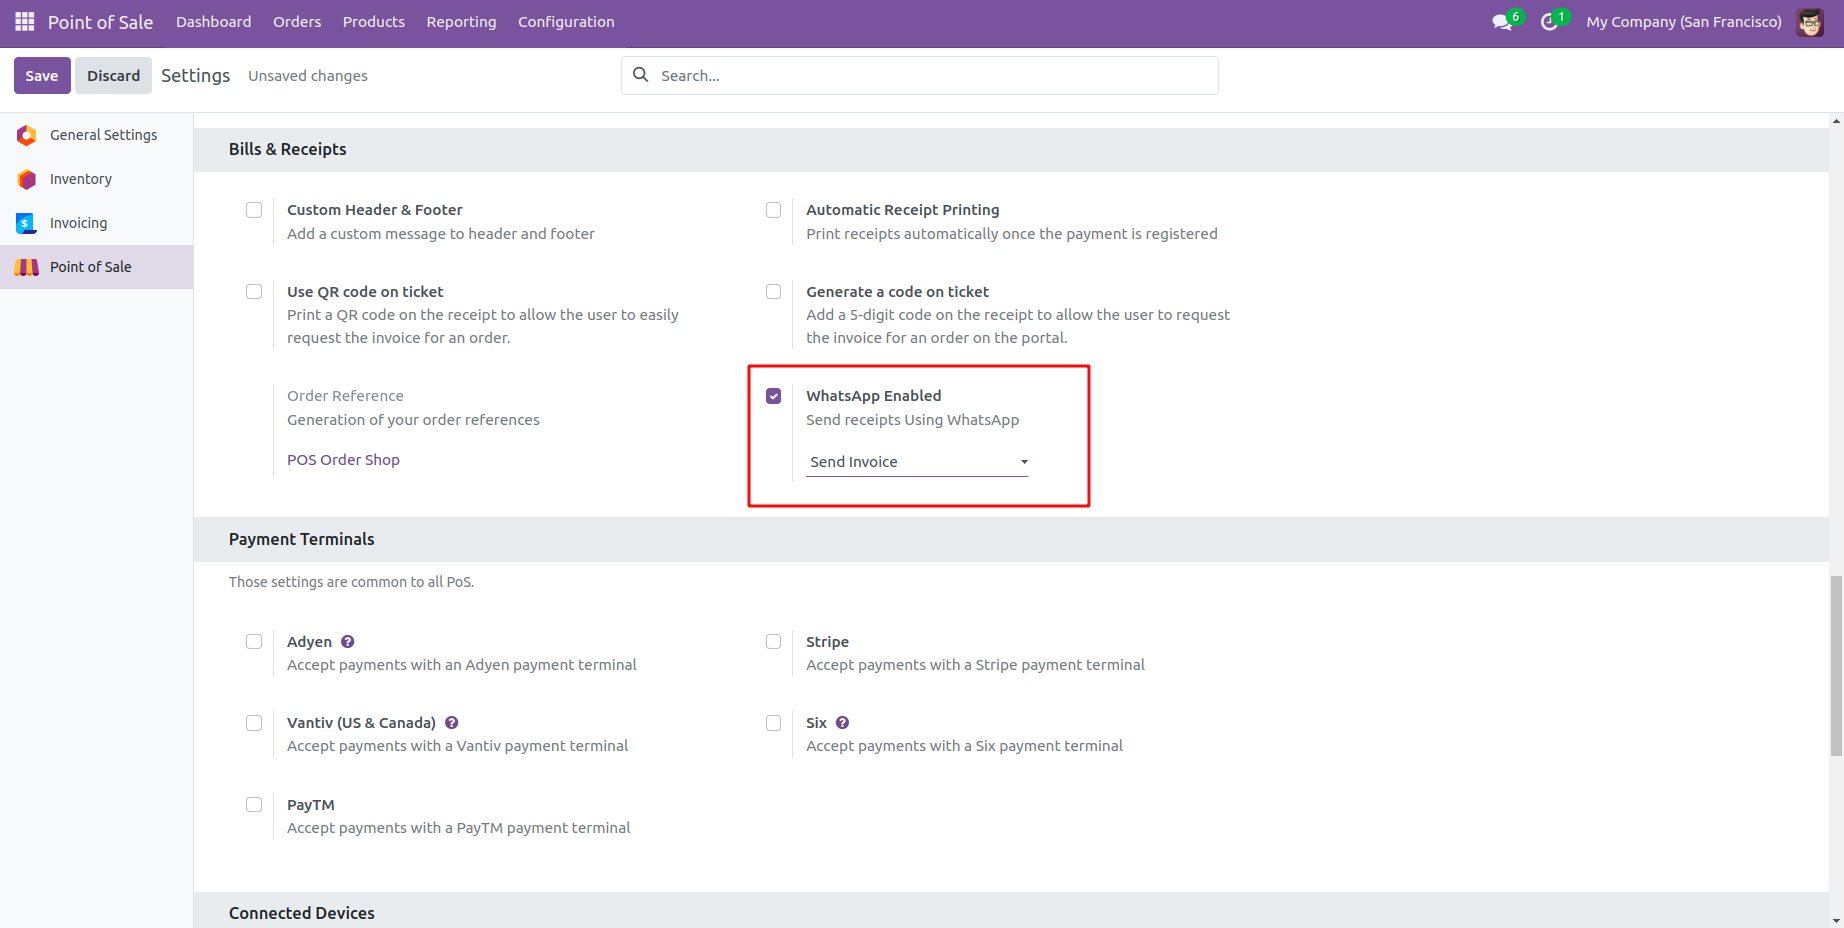 Point of Sale Dashboard Orders Products Reporting Configuration 6 1 My Company (San Francisco)
Save Discard Settings Unsaved changes Search...
General Settings
Inventory
Invoicing
Point of Sale
Bills & Receipts
Custom Header & Footer
Add a custom message to header and footer
Automatic Receipt Printing
Print receipts automatically once the payment is registered
Use QR code on ticket
Print a QR code on the receipt to allow the user to easily
request the invoice for an order.
Generate a code on ticket
Add a 5-digit code on the receipt to allow the user to request
the invoice for an order on the portal.
Order Reference
Generation of your order references
POS Order Shop
WhatsApp Enabled
Send receipts Using WhatsApp
Send Invoice
Payment Terminals
Those settings are common to all PoS.
Adyen ?
Accept payments with an Adyen payment terminal
Stripe
Accept payments with a Stripe payment terminal
Vantiv (US & Canada) ?
Accept payments with a Vantiv payment terminal
Six ?
Accept payments with a Six payment terminal
PayTM
Accept payments with a PayTM payment terminal
Connected Devices